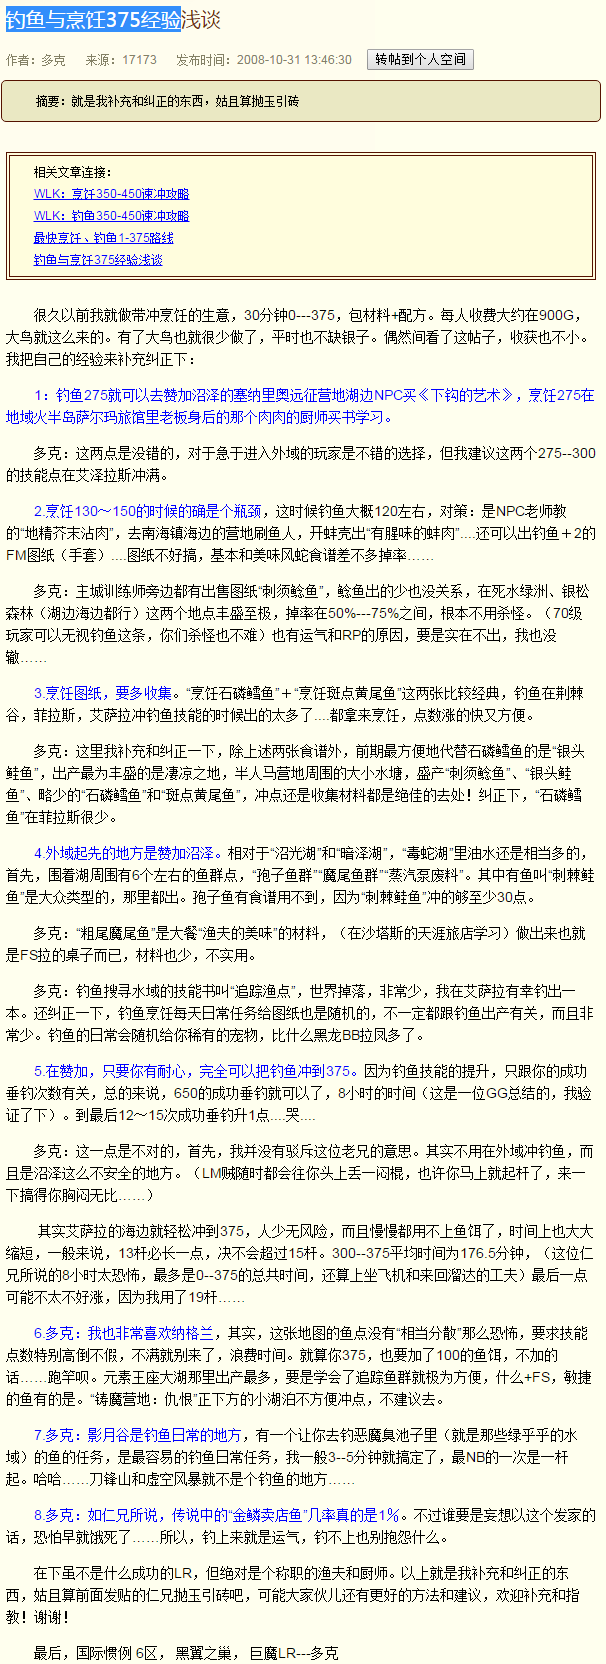 钓鱼与烹饪375经验浅谈
作者：多克 来源：17173 发布时间：2008-10-31 13:46:30 转帖到个人空间
摘要：就是我补充和纠正的东西，姑且算抛玉引砖
相关文章连接：
WLK：烹饪350-450速冲攻略
WLK：钓鱼350-450速冲攻略
最快烹饪、钓鱼1-375路线
钓鱼与烹饪375经验浅谈
很久以前我就做带冲烹饪的生意，30分钟0---375，包材料+配方。每人收费大约在900G，
大鸟就这么来的。有了大鸟也就很少做了，平时也不缺银子。偶然间看了这帖子，收获也不小。
我把自己的经验来补充纠正下：
1：钓鱼275就可以去赞加沼泽的塞纳里奥远征营地湖边NPC买《下钩的艺术》，烹饪275在
地域火半岛萨尔玛旅馆里老板身后的那个肉肉的厨师买书学习。
多克：这两点是没错的，对于急于进入外域的玩家是不错的选择，但我建议这两个275--300
的技能点在艾泽拉斯冲满。
2.烹饪130～150的时候的确是个瓶颈，这时候钓鱼大概120左右，对策：是NPC老师教
的“地精芥末沾肉”，去南海镇海边的营地刷鱼人，开蚌壳出“有腥味的蚌肉”....还可以出钓鱼＋2的
FM图纸（手套）....图纸不好搞，基本和美味风蛇食谱差不多掉率……
多克：主城训练师旁边都有出售图纸“刺须鲶鱼”，鲶鱼出的少也没关系，在死水绿洲、银松
森林（湖边海边都行）这两个地点丰盛至极，掉率在50%---75%之间，根本不用杀怪。（70级
玩家可以无视钓鱼这条，你们杀怪也不难）也有运气和RP的原因，要是实在不出，我也没
辙……
3.烹饪图纸，要多收集。“烹饪石磷鳕鱼”＋“烹饪斑点黄尾鱼”这两张比较经典，钓鱼在荆棘
谷，菲拉斯，艾萨拉冲钓鱼技能的时候出的太多了....都拿来烹饪，点数涨的快又方便。
多克：这里我补充和纠正一下，除上述两张食谱外，前期最方便地代替石磷鳕鱼的是“银头
鲑鱼”，出产最为丰盛的是凄凉之地，半人马营地周围的大小水塘，盛产“刺须鲶鱼”、“银头鲑
鱼”、略少的“石磷鳕鱼”和“斑点黄尾鱼”，冲点还是收集材料都是绝佳的去处！纠正下，“石磷鳕
鱼”在菲拉斯很少。
4.外域起先的地方是赞加沼泽。相对于“沼光湖”和“暗泽湖”，“毒蛇湖”里油水还是相当多的，
首先，围着湖周围有6个左右的鱼群点，“孢子鱼群”“魔尾鱼群”“蒸汽泵废料”。其中有鱼叫“刺棘鲑
鱼”是大众类型的，那里都出。孢子鱼有食谱用不到，因为“刺棘鲑鱼”冲的够至少30点。
多克：“粗尾魔尾鱼”是大餐“渔夫的美味”的材料，（在沙塔斯的天涯旅店学习）做出来也就
是FS拉的桌子而已，材料也少，不实用。
多克：钓鱼搜寻水域的技能书叫“追踪渔点”，世界掉落，非常少，我在艾萨拉有幸钓出一
本。还纠正一下，钓鱼烹饪每天日常任务给图纸也是随机的，不一定都跟钓鱼出产有关，而且非
常少。钓鱼的日常会随机给你稀有的宠物，比什么黑龙BB拉风多了。
5.在赞加，只要你有耐心，完全可以把钓鱼冲到375。因为钓鱼技能的提升，只跟你的成功
垂钓次数有关，总的来说，650的成功垂钓就可以了，8小时的时间（这是一位GG总结的，我验
证了下）。到最后12～15次成功垂钓升1点....哭....
多克：这一点是不对的，首先，我并没有驳斥这位老兄的意思。其实不用在外域冲钓鱼，而
且是沼泽这么不安全的地方。（LM贼随时都会往你头上丢一闷棍，也许你马上就起杆了，来一
下搞得你胸闷无比……）
其实艾萨拉的海边就轻松冲到375，人少无风险，而且慢慢都用不上鱼饵了，时间上也大大
缩短，一般来说，13杆必长一点，决不会超过15杆。300--375平均时间为176.5分钟，（这位仁
兄所说的8小时太恐怖，最多是0--375的总共时间，还算上坐飞机和来回溜达的工夫）最后一点
可能不太不好涨，因为我用了19杆……
6.多克：我也非常喜欢纳格兰，其实，这张地图的鱼点没有“相当分散”那么恐怖，要求技能
点数特别高倒不假，不满就别来了，浪费时间。就算你375，也要加了100的鱼饵，不加的
话……跑竿呗。元素王座大湖那里出产最多，要是学会了追踪鱼群就极为方便，什么+FS，敏捷
的鱼有的是。“铸魔营地：仇恨”正下方的小湖泊不方便冲点，不建议去。
7.多克：影月谷是钓鱼日常的地方，有一个让你去钓恶魔臭池子里（就是那些绿乎乎的水
域）的鱼的任务，是最容易的钓鱼日常任务，我一般3--5分钟就搞定了，最NB的一次是一杆
起。哈哈……刀锋山和虚空风暴就不是个钓鱼的地方……
8.多克：如仁兄所说，传说中的“金鳞卖店鱼”几率真的是1％。不过谁要是妄想以这个发家的
话，恐怕早就饿死了……所以，钓上来就是运气，钓不上也别抱怨什么。
在下虽不是什么成功的LR，但绝对是个称职的渔夫和厨师。以上就是我补充和纠正的东
西，姑且算前面发贴的仁兄抛玉引砖吧，可能大家伙儿还有更好的方法和建议，欢迎补充和指
教！谢谢！
最后，国际惯例 6区， 黑翼之巢， 巨魔LR---多克